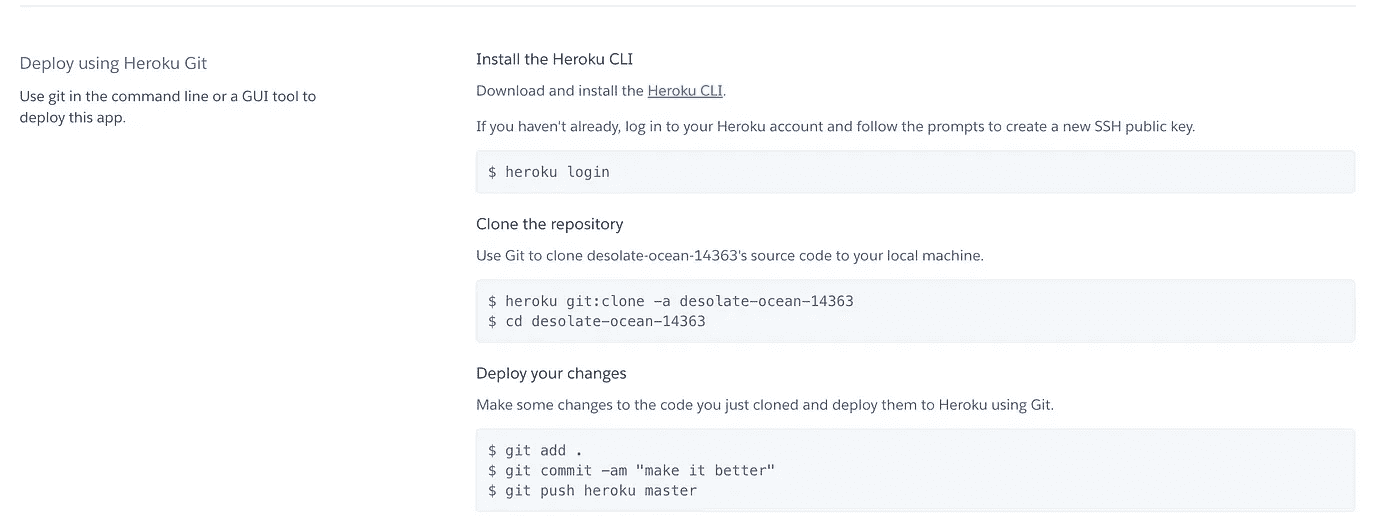 Deploy using Heroku Git
Use git in the command line or a GUI tool to
deploy this app.
Install the Heroku CLI
Download and install the Heroku CLI.
If you haven't already, log in to your Heroku account and follow the prompts to create a new SSH public key.
$ heroku login
Clone the repository
Use Git to clone desolate-ocean-14363's source code to your local machine.
$ heroku git:clone -a desolate-ocean-14363
$ cd desolate-ocean-14363
Deploy your changes
Make some changes to the code you just cloned and deploy them to Heroku using Git.
$ git add .
$ git commit -am "make it better"
$ git push heroku master